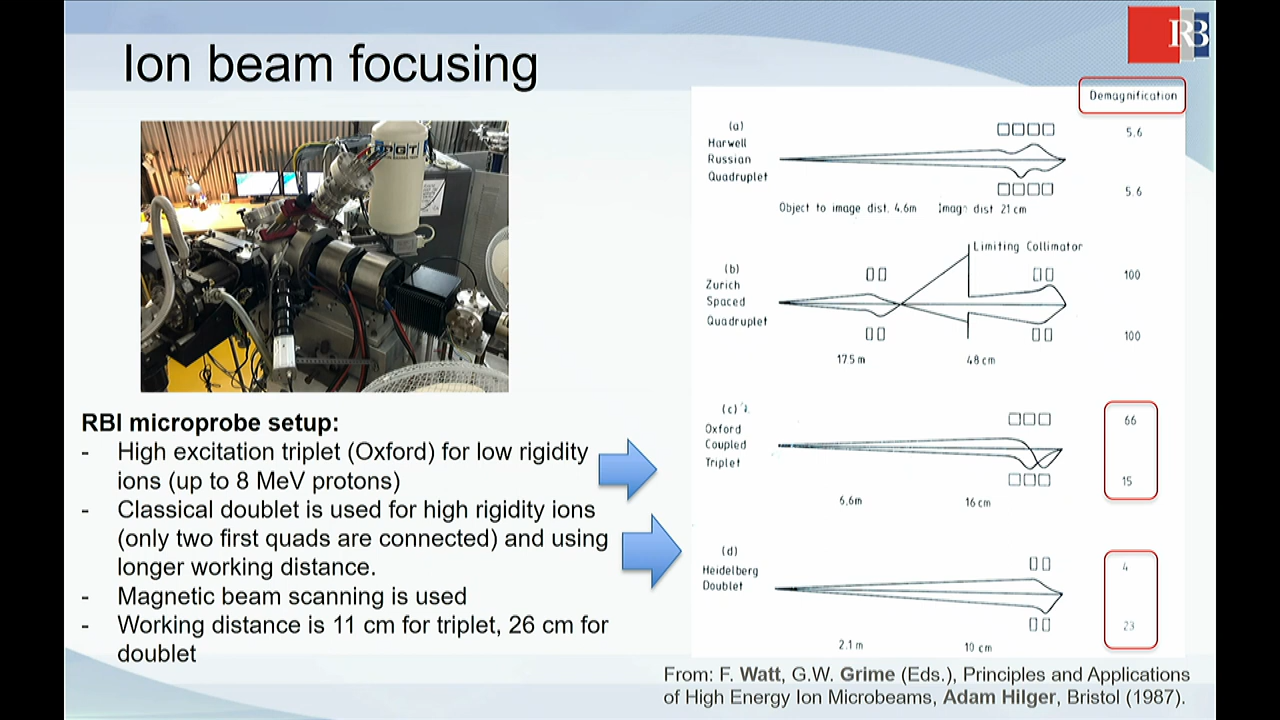 Ion beam focusing
RB
PGT
RBI microprobe setup:
- High excitation triplet (Oxford) for low rigidity
ions (up to 8 MeV protons)
- Classical doublet is used for high rigidity ions
(only two first quads are connected) and using
longer working distance.
- Magnetic beam scanning is used
- Working distance is 11 cm for triplet, 26 cm for
doublet
Demagnification
(a)
Harwell
Russian
Quadruplet
5.6
5.6
Object to image dist. 4.6m Image dist 21 cm
Limiting Collimator
(b)
Zurich
Spaced
Quadruplet
100
100
17.5 m 48 cm
(c)
Oxford
Coupled
Triplet
66
15
6.6m 16 cm
(d)
Heidelberg
Doublet
4
23
2.1 m 10 cm
From: F. Watt, G.W. Grime (Eds.), Principles and Applications
of High Energy Ion Microbeams, Adam Hilger, Bristol (1987).